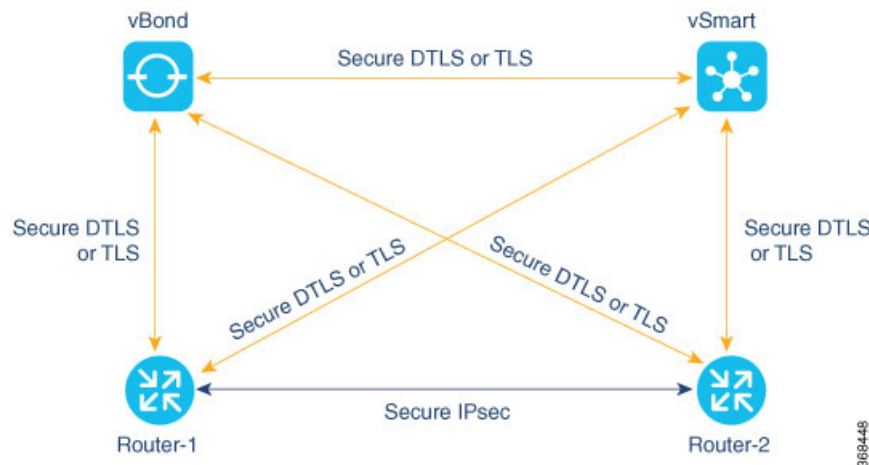 vBond
vSmart
Secure DTLS or TLS
Secure DTLS
or TLS
Secure DTLS or TLS
Secure DTLS or TLS
Secure DTLS
or TLS
Secure IPsec
Router-1
Router-2
368448